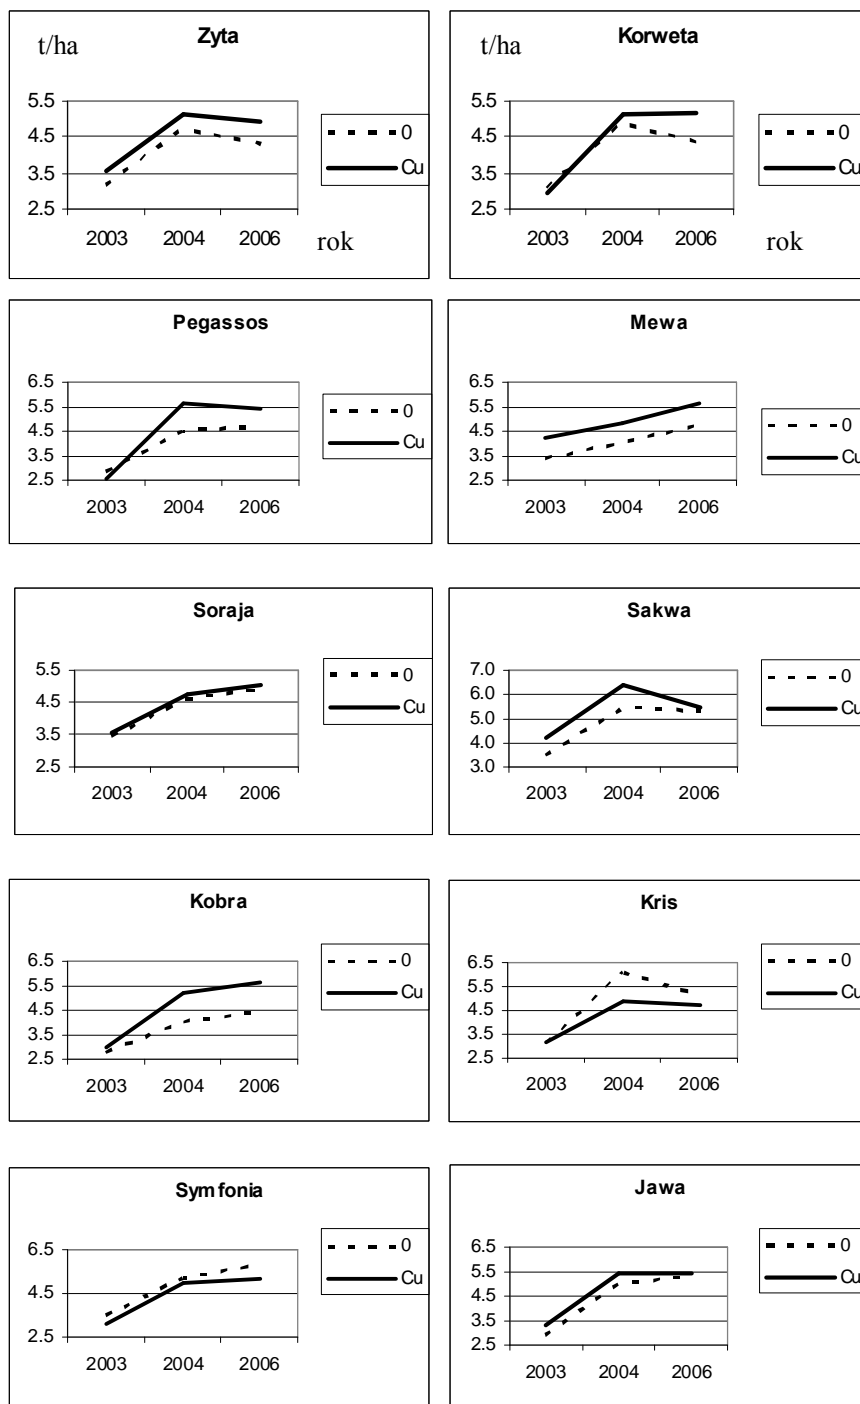 Zyta
t/ha
5.5
4.5
3.5
2.5
2003 2004 2006
rok
0
Cu
Korweta
t/ha
5.5
4.5
3.5
2.5
2003 2004 2006
rok
0
Cu
Pegassos
6.5
5.5
4.5
3.5
2.5
2003 2004 2006
0
Cu
Mewa
6.5
5.5
4.5
3.5
2.5
2003 2004 2006
0
Cu
Soraja
5.5
4.5
3.5
2.5
2003 2004 2006
0
Cu
Sakwa
7.0
6.0
5.0
4.0
3.0
2003 2004 2006
0
Cu
Kobra
6.5
5.5
4.5
3.5
2.5
2003 2004 2006
0
Cu
Kris
6.5
5.5
4.5
3.5
2.5
2003 2004 2006
0
Cu
Symfonia
6.5
4.5
2.5
2003 2004 2006
0
Cu
Jawa
6.5
5.5
4.5
3.5
2.5
2003 2004 2006
0
Cu